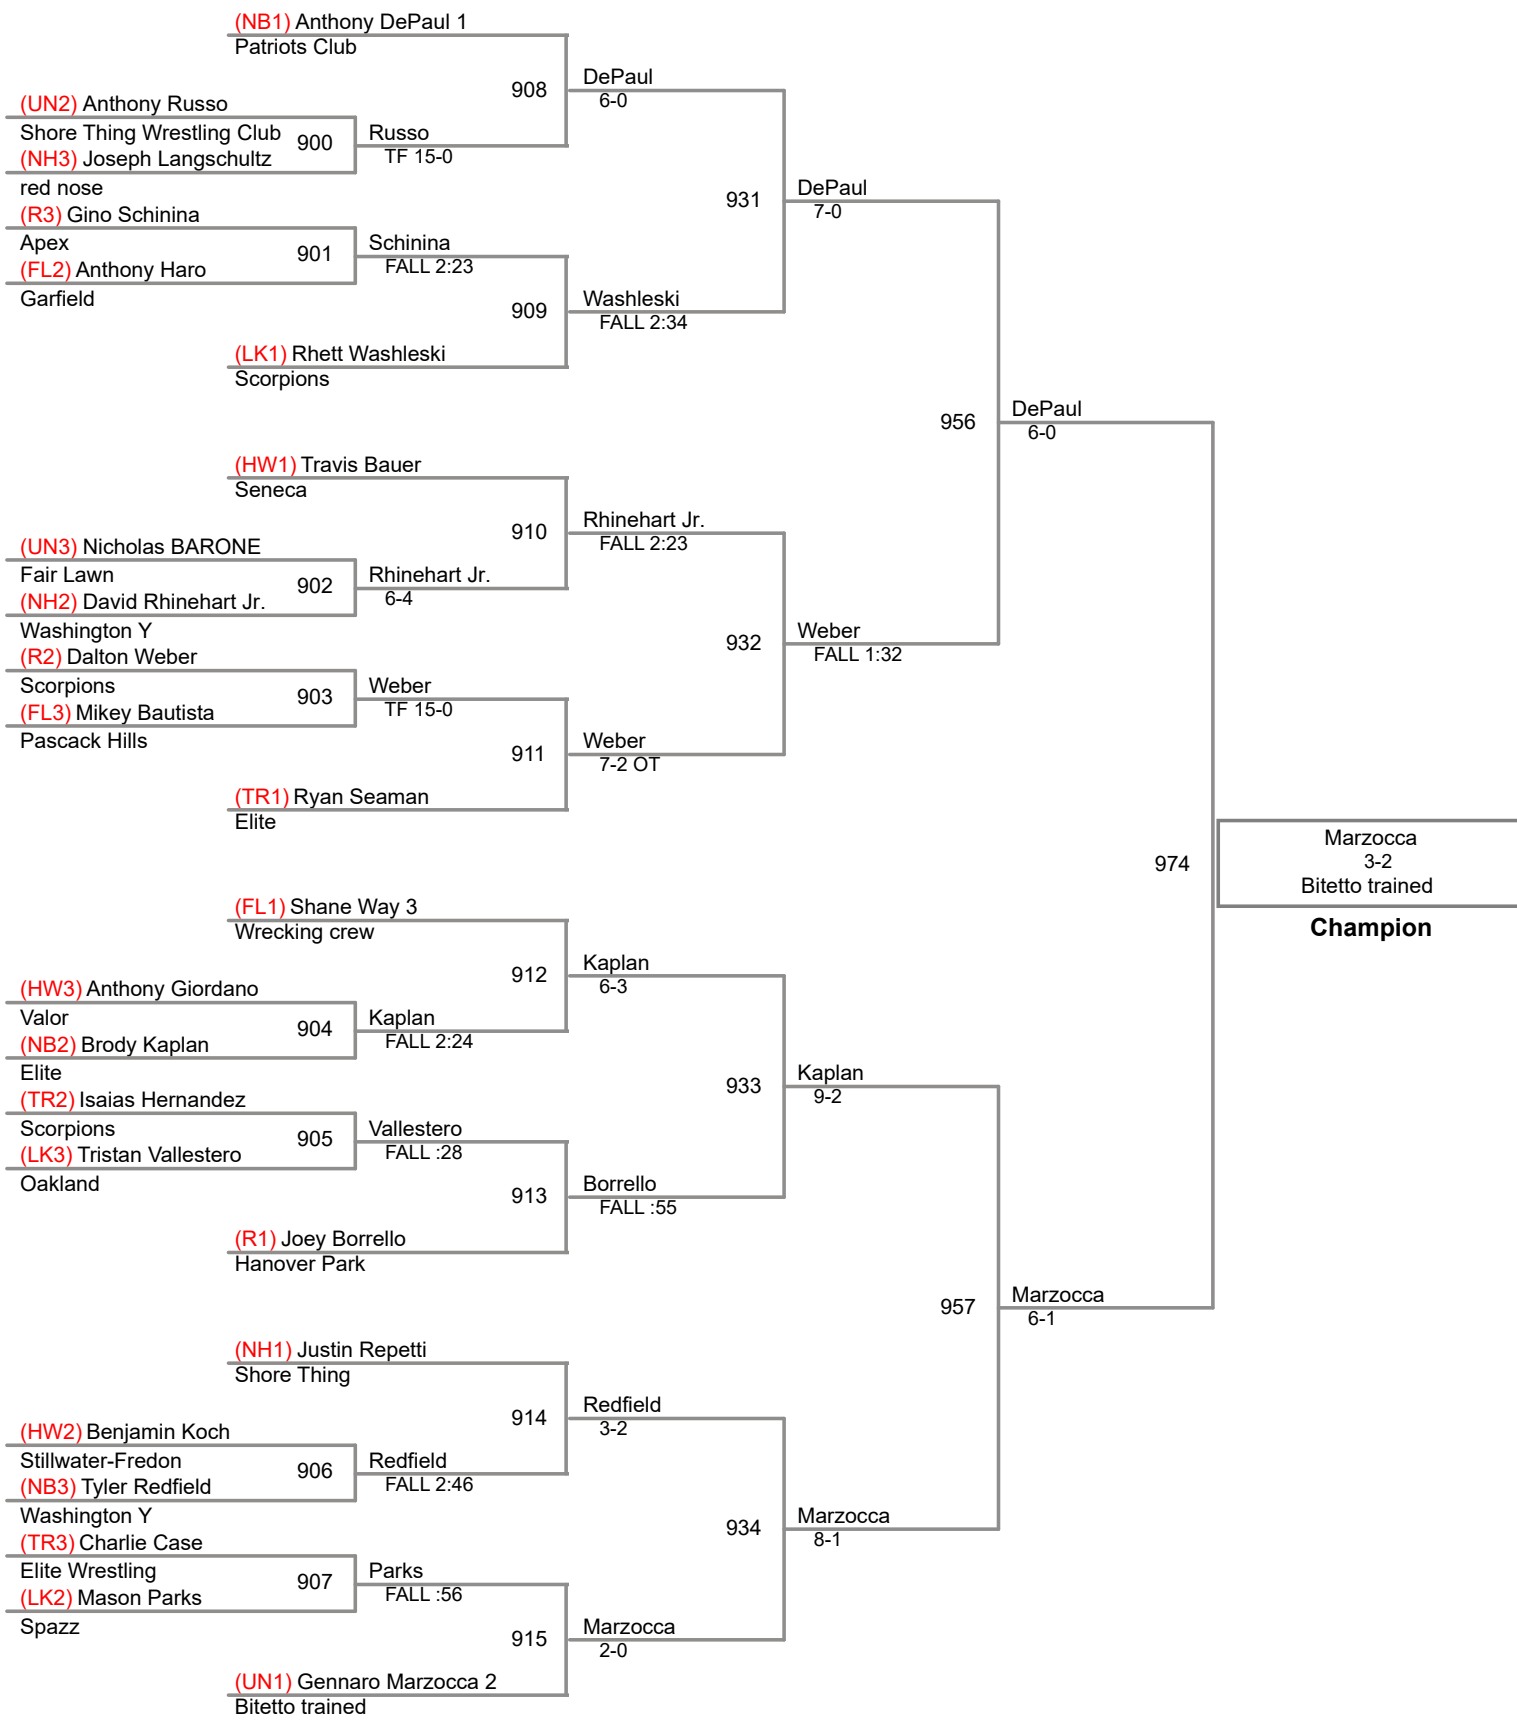 (NB1) Anthony DePaul 1
Patriots Club
908
DePaul
6-0
(UN2) Anthony Russo
Shore Thing Wrestling Club
900
Russo
TF 15-0
(NH3) Joseph Langschultz
red nose
931
DePaul
7-0
(R3) Gino Schinina
Apex
901
Schinina
FALL 2:23
(FL2) Anthony Haro
Garfield
909
Washleski
FALL 2:34
(LK1) Rhett Washleski
Scorpions
956
DePaul
6-0
(HW1) Travis Bauer
Seneca
910
Rhinehart Jr.
FALL 2:23
(UN3) Nicholas BARONE
Fair Lawn
902
Rhinehart Jr.
6-4
(NH2) David Rhinehart Jr.
Washington Y
932
Weber
FALL 1:32
(R2) Dalton Weber
Scorpions
903
Weber
TF 15-0
(FL3) Mikey Bautista
Pascack Hills
911
Weber
7-2 OT
(TR1) Ryan Seaman
Elite
974
Marzocca
3-2
Bitetto trained
Champion
(FL1) Shane Way 3
Wrecking crew
912
Kaplan
6-3
(HW3) Anthony Giordano
Valor
904
Kaplan
FALL 2:24
(NB2) Brody Kaplan
Elite
933
Kaplan
9-2
(TR2) Isaias Hernandez
Scorpions
905
Vallestero
FALL :28
(LK3) Tristan Vallestero
Oakland
913
Borrello
FALL :55
(R1) Joey Borrello
Hanover Park
957
Marzocca
6-1
(NH1) Justin Repetti
Shore Thing
914
Redfield
3-2
(HW2) Benjamin Koch
Stillwater-Fredon
906
Redfield
FALL 2:46
(NB3) Tyler Redfield
Washington Y
934
Marzocca
8-1
(TR3) Charlie Case
Elite Wrestling
907
Parks
FALL :56
(LK2) Mason Parks
Spazz
915
Marzocca
2-0
(UN1) Gennaro Marzocca 2
Bitetto trained